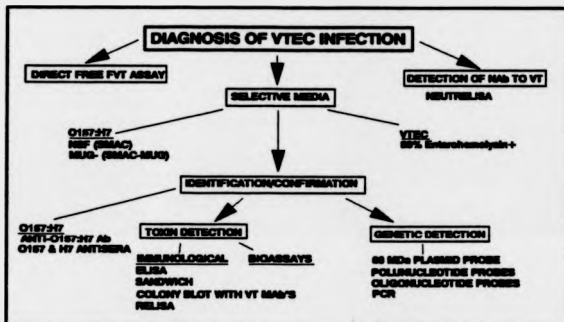 DIAGNOSIS OF VTEC INFECTION
DIRECT FREE FVT ASSAY
DETECTION OF NAb TO VT
NEUTRELISA
SELECTIVE MEDIA
O157:H7
NSF (SMAC)
MUG- (SMAC-MUG)
VTEC
Enterohemolysin+
IDENTIFICATION/CONFIRMATION
O157:H7
ANTI-O157:H7 Ab
O157 & H7 ANTISERA
TOXIN DETECTION
GENETIC DETECTION
IMMUNOLOGICAL
BIOASSAYS
ELISA
SANDWICH
COLONY BLOT WITH VT MAb'S
RELISA
MDa PLASMID PROBE
POLUNUCLEOTIDE PROBES
OLIGONUCLEOTIDE PROBES
PCR